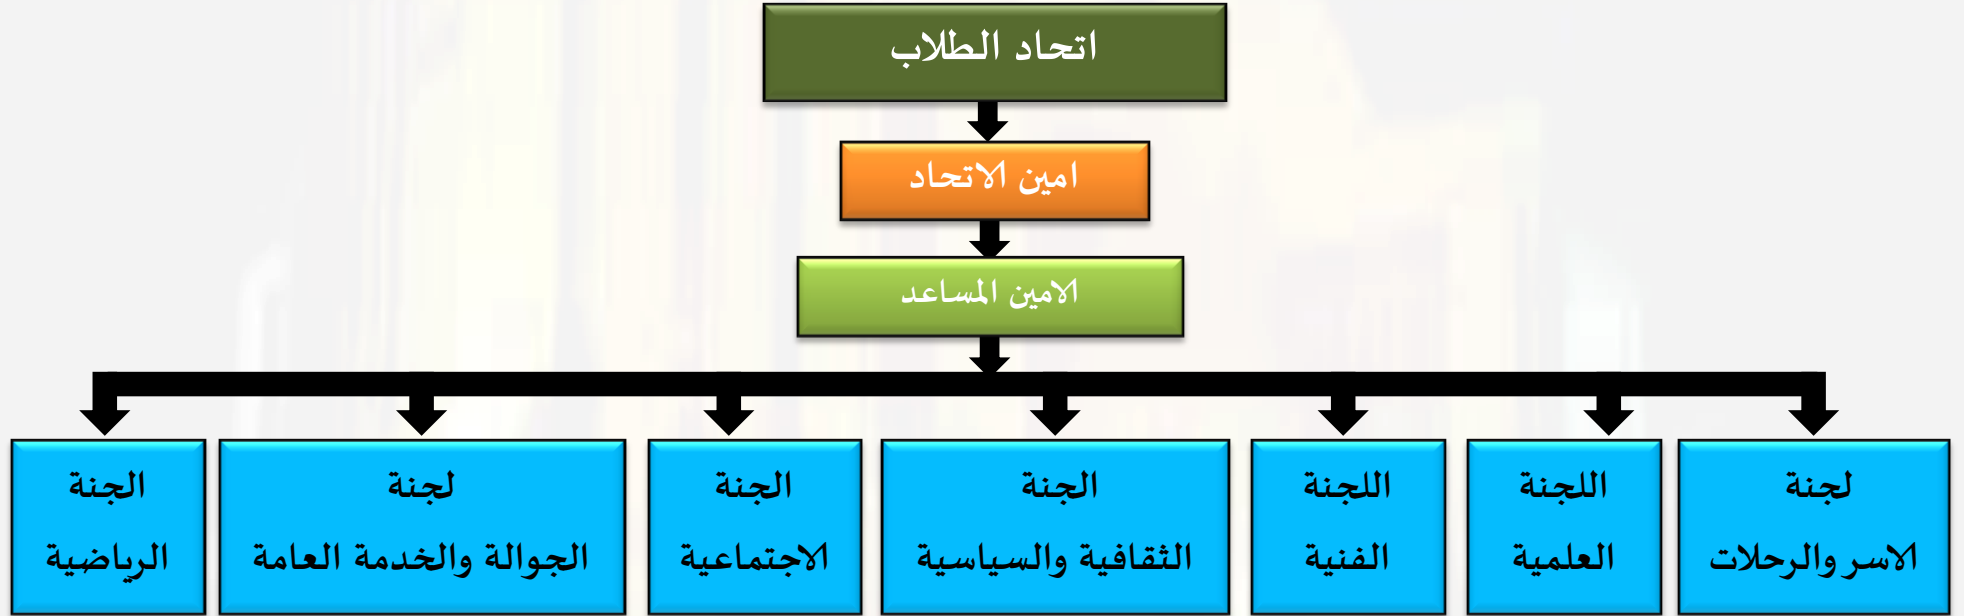 اتحاد الطلاب
امين الاتحاد
الامين المساعد
لجنة
الاسر والرحلات
اللجنة
العلمية
اللجنة
الفنية
الجنة
الثقافية والسياسية
الجنة
الاجتماعية
لجنة
الجوالة والخدمة العامة
الجنة
الرياضية